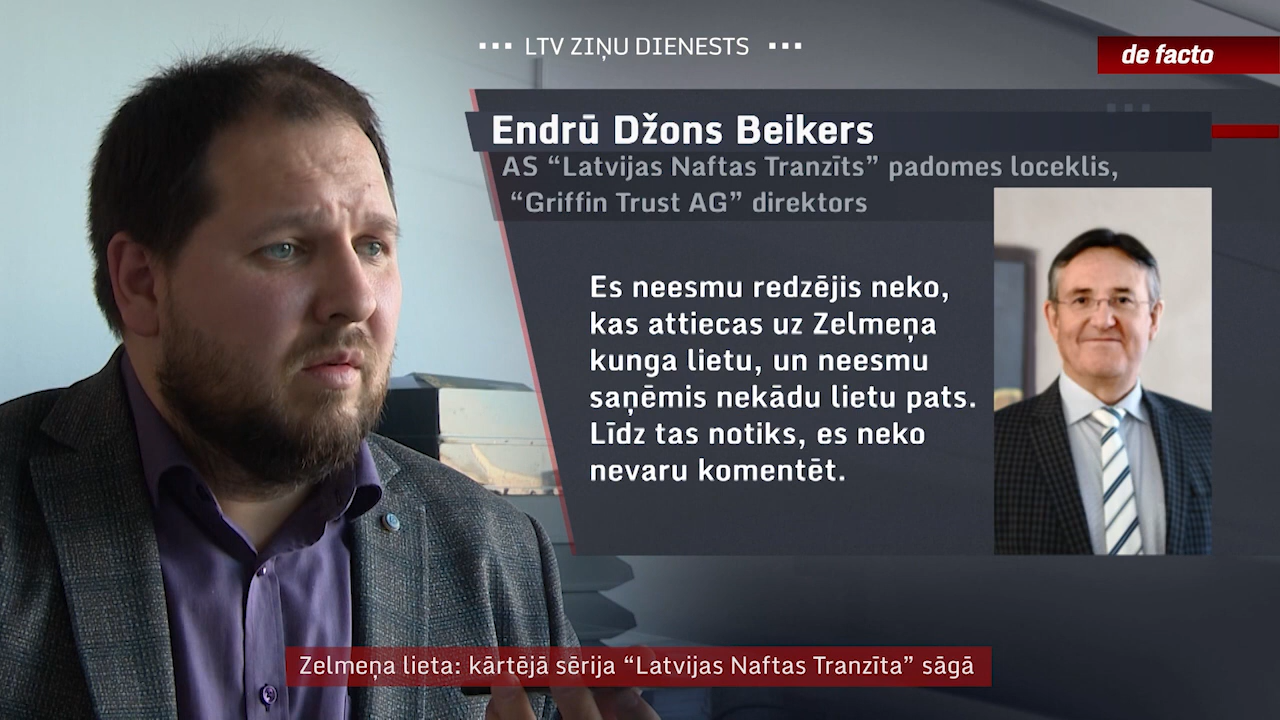 LTV ZIŅU DIENESTS
de facto
Endrū Džons Beikers
AS “Latvijas Naftas Tranzīts” padomes loceklis,
“Griffin Trust AG” direktors
Es neesmu redzējis neko,
kas attiecas uz Zelmeņa
kunga lietu, un neesmu
saņēmis nekādu lietu pats.
Līdz tas notiks, es neko
nevaru komentēt.
Zelmeņa lieta: kārtējā sērija “Latvijas Naftas Tranzīta” sāgā